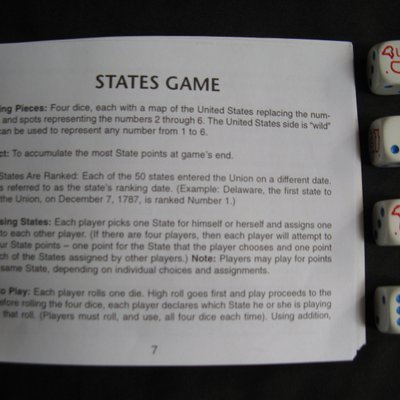 STATES GAME
ing Pieces: Four dice, each with a map of the United States replacing the num-
and spots representing the numbers 2 through 6. The United States side is "wild"
can be used to represent any number from 1 to 6.
ct: To accumulate the most State points at game's end.
States Are Ranked: Each of the 50 states entered the Union on a different date.
s referred to as the state's ranking date. (Example: Delaware, the first state to
the Union, on December 7, 1787, is ranked Number 1.)
sing States: Each player picks one State for himself or herself and assigns one
to each other player. (If there are four players, then each player will attempt to
ur State points – one point for the State that the player chooses and one point
ch of the States assigned by other players.) Note: Players may play for points
same State, depending on individual choices and assignments.
to Play: Each player rolls one die. High roll goes first and play proceeds to the
efore rolling the four dice, each player declares which State he or she is playing
that roll. (Players must roll, and use, all four dice each time). Using addition,
7